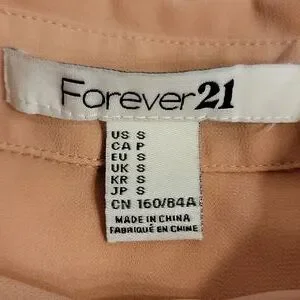 Forever21
US S
CA P
EU S
UK S
KR S
JP S
CN 160/84A
MADE IN CHINA
FABRIQUÉ EN CHINE